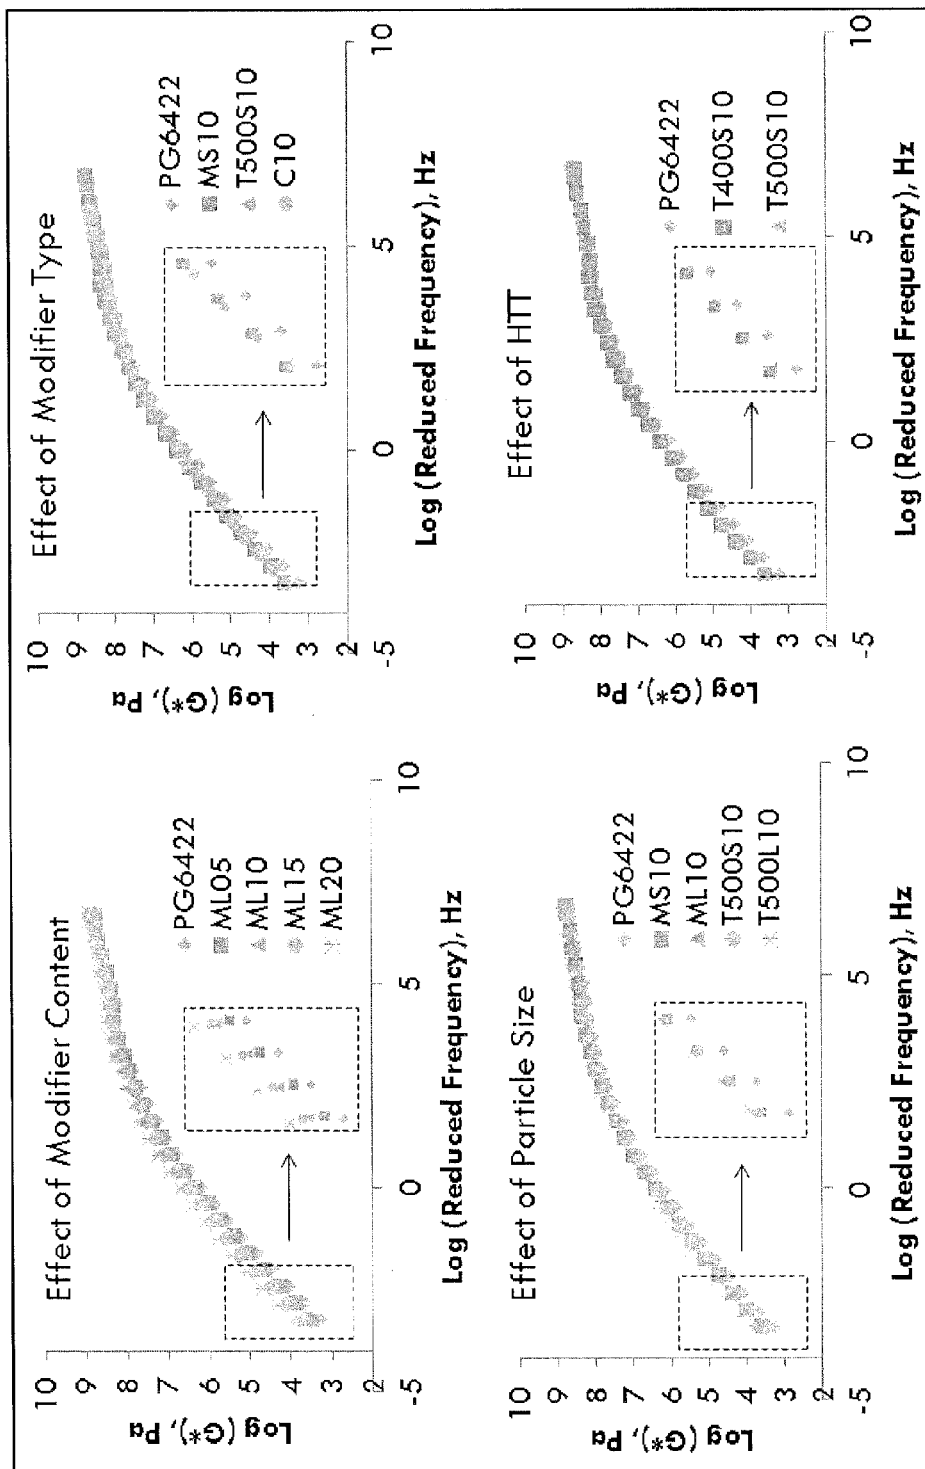 Effect of Modifier Content
10
9
8
7
6
5
4
3
2
-5
0
5
10
Log (G*), Pa
Log (Reduced Frequency), Hz
PG6422
ML05
ML10
ML15
ML20
Effect of Modifier Type
10
9
8
7
6
5
4
3
2
-5
0
5
10
Log (G*), Pa
Log (Reduced Frequency), Hz
PG6422
MS10
T500S10
C10
Effect of Particle Size
10
9
8
7
6
5
4
3
2
-5
0
5
10
Log (G*), Pa
Log (Reduced Frequency), Hz
PG6422
MS10
ML10
T500S10
T500L10
Effect of HTT
10
9
8
7
6
5
4
3
2
-5
0
5
10
Log (G*), Pa
Log (Reduced Frequency), Hz
PG6422
T400S10
T500S10